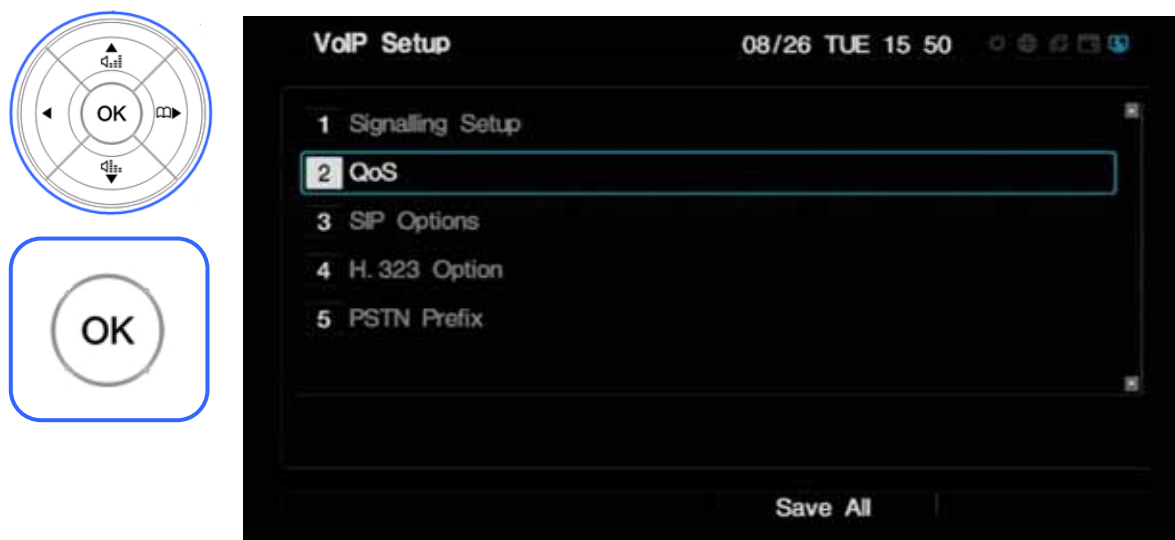 OK
OK
VoIP Setup 08/26 TUE 15 50
1 Signalling Setup
2 QoS
3 SIP Options
4 H.323 Option
5 PSTN Prefix
Save All